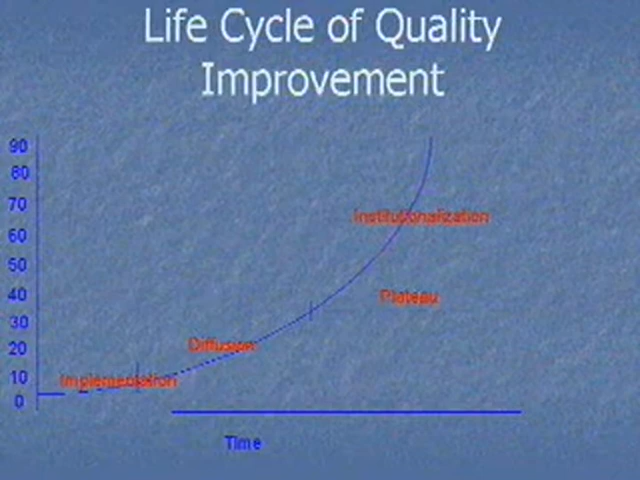 Life Cycle of Quality
Improvement
90
80
70
60
50
40
30
20
10
0
Institutionalization
Plateau
Diffusion
Implementation
Time